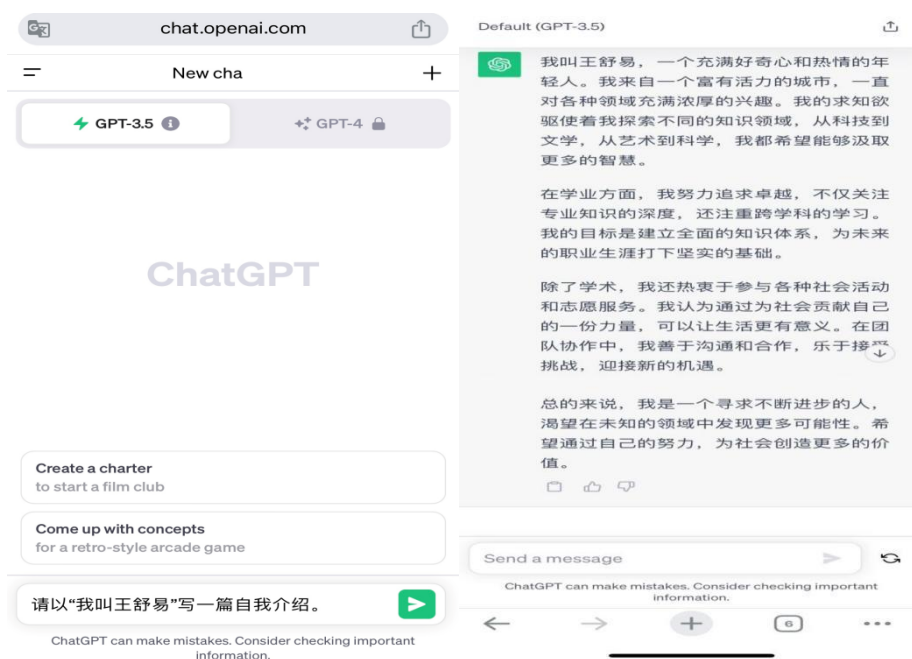 chat.openai.com
New cha
GPT-3.5
GPT-4
ChatGPT
Create a charter
to start a film club
Come up with concepts
for a retro-style arcade game
请以“我叫王舒易”写一篇自我介绍。
ChatGPT can make mistakes. Consider checking important
information.
Default (GPT-3.5)
我叫王舒易，一个充满好奇心和热情的年
轻人。我来自一个富有活力的城市，一直
对各种领域充满浓厚的兴趣。我的求知欲
驱使着我探索不同的知识领域，从科技到
文学，从艺术到科学，我都希望能够汲取
更多的智慧。
在学业方面，我努力追求卓越，不仅关注
专业知识的深度，还注重跨学科的学习。
我的目标是建立全面的知识体系，为未来
的职业生涯打下坚实的基础。
除了学术，我还热衷于参与各种社会活动
和志愿服务。我认为通过为社会贡献自己
的一份力量，可以让生活更有意义。在团
队协作中，我善于沟通和合作，乐于接受
挑战，迎接新的机遇。
总的来说，我是一个寻求不断进步的人，
渴望在未知的领域中发现更多可能性。希
望通过自己的努力，为社会创造更多的价
值。
Send a message
ChatGPT can make mistakes. Consider checking important
information.
6